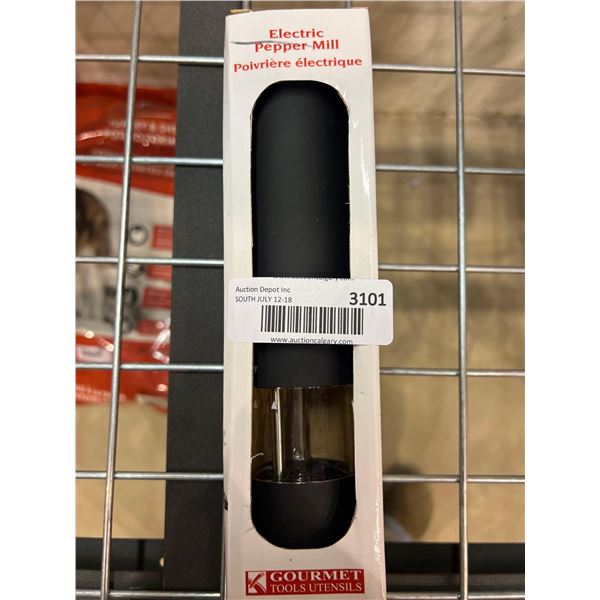 Electric
Pepper Mill
Poivrière électrique
Auction Depot Inc
SOUTH JULY 12-18
3101
www.auctioncalgary.com
GOURMET
TOOLS UTENSILS